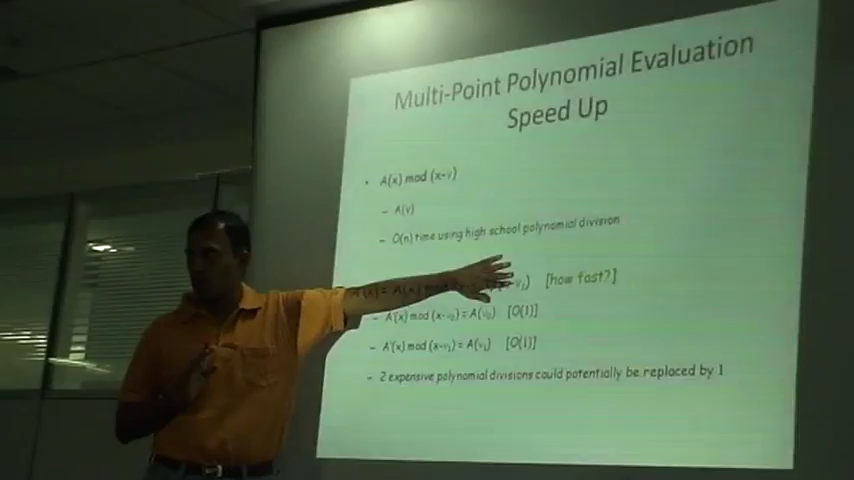 Multi-Point Polynomial Evaluation
Speed Up
• A(x) mod (x-v)
– A(v)
– O(n) time using high school polynomial division
A'(x) = A(x) mod [how fast?]
– A'(x) mod (x-v₀) = A(v₀) [O(1)]
– A'(x) mod (x-v₁) = A(v₁) [O(1)]
– 2 expensive polynomial divisions could potentially be replaced by 1